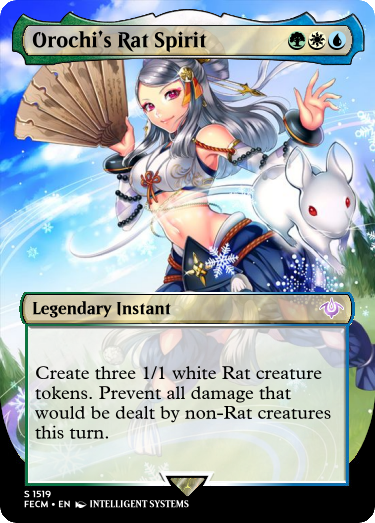 Orochi's Rat Spirit
Legendary Instant
Create three 1/1 white Rat creature
tokens. Prevent all damage that
would be dealt by non-Rat creatures
this turn.
S 1519
FECM • EN INTELLIGENT SYSTEMS